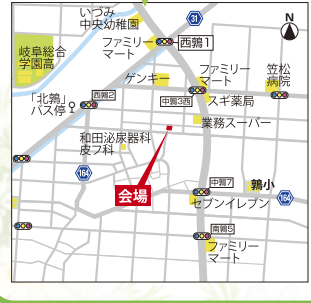 いづみ
中央幼稚園
31
N
ファミリー
マート
西鶉1
岐阜総合
学園高
ゲンキー
ファミリー
マート
笠松
病院
「北鶉」
バス停
西鶉2
中鶉3西
スギ薬局
業務スーパー
和田泌尿器科
皮フ科
164
会場
中鶉7
鶉小
164
セブンイレブン
南鶉5
ファミリー
マート